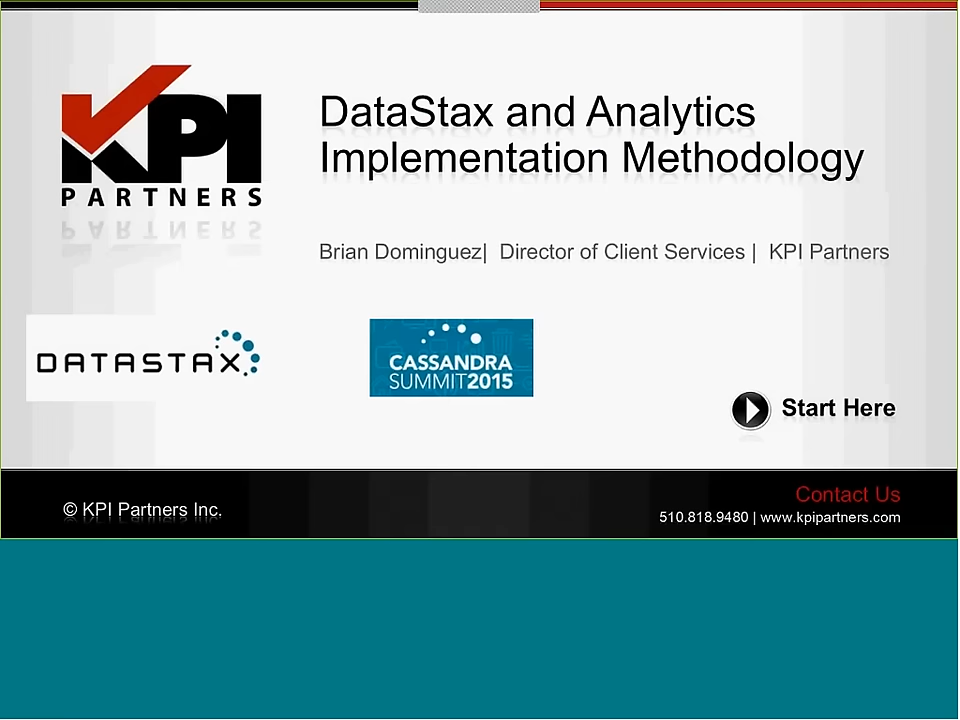 KPI
PARTNERS
DataStax and Analytics
Implementation Methodology
Brian Dominguez| Director of Client Services | KPI Partners
DATASTAX
CASSANDRA
SUMMIT2015
Start Here
© KPI Partners Inc.
Contact Us
510.818.9480 | www.kpipartners.com